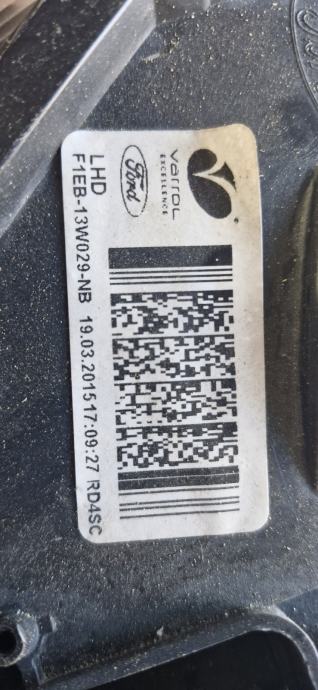 varroc
EXCELLENCE
Ford
LHD
F1EB-13W029-NB 19.03.2015 17:09:27 RD4SC